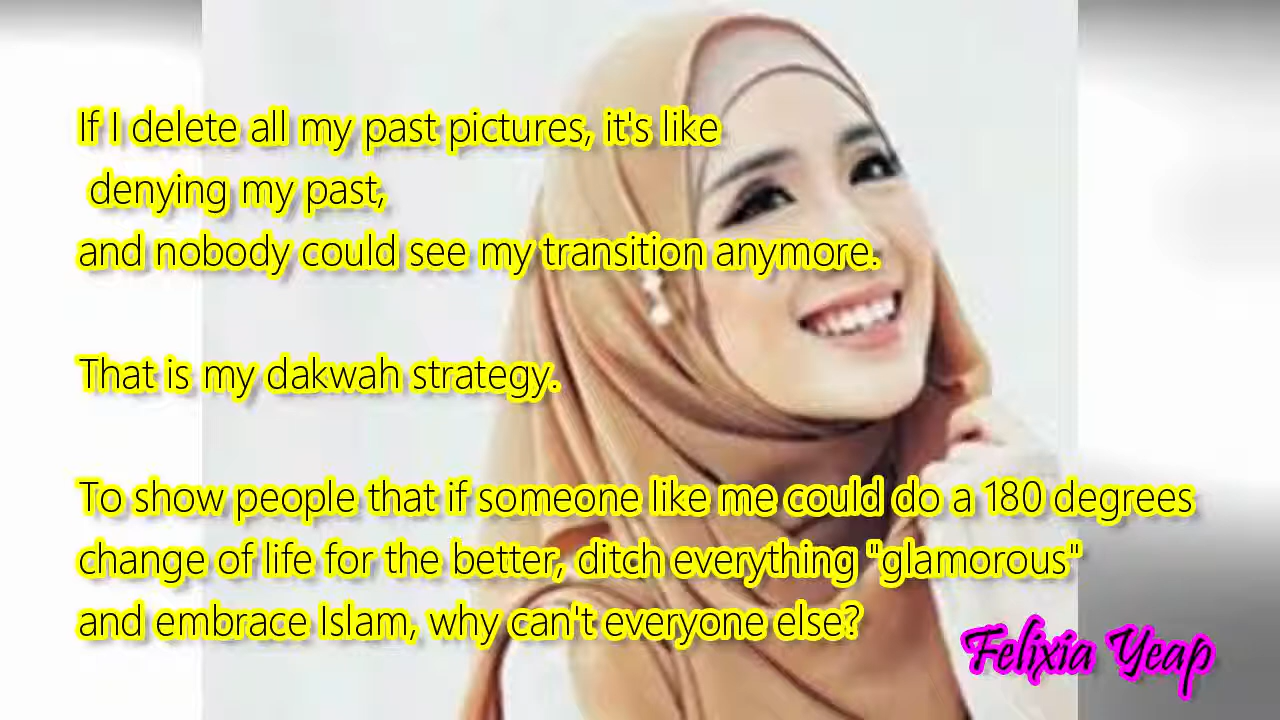 If I delete all my past pictures, it's like
denying my past,
and nobody could see my transition anymore.
That is my dakwah strategy.
To show people that if someone like me could do a 180 degrees
change of life for the better, ditch everything "glamorous"
and embrace Islam, why can't everyone else?
Felixia Yeap